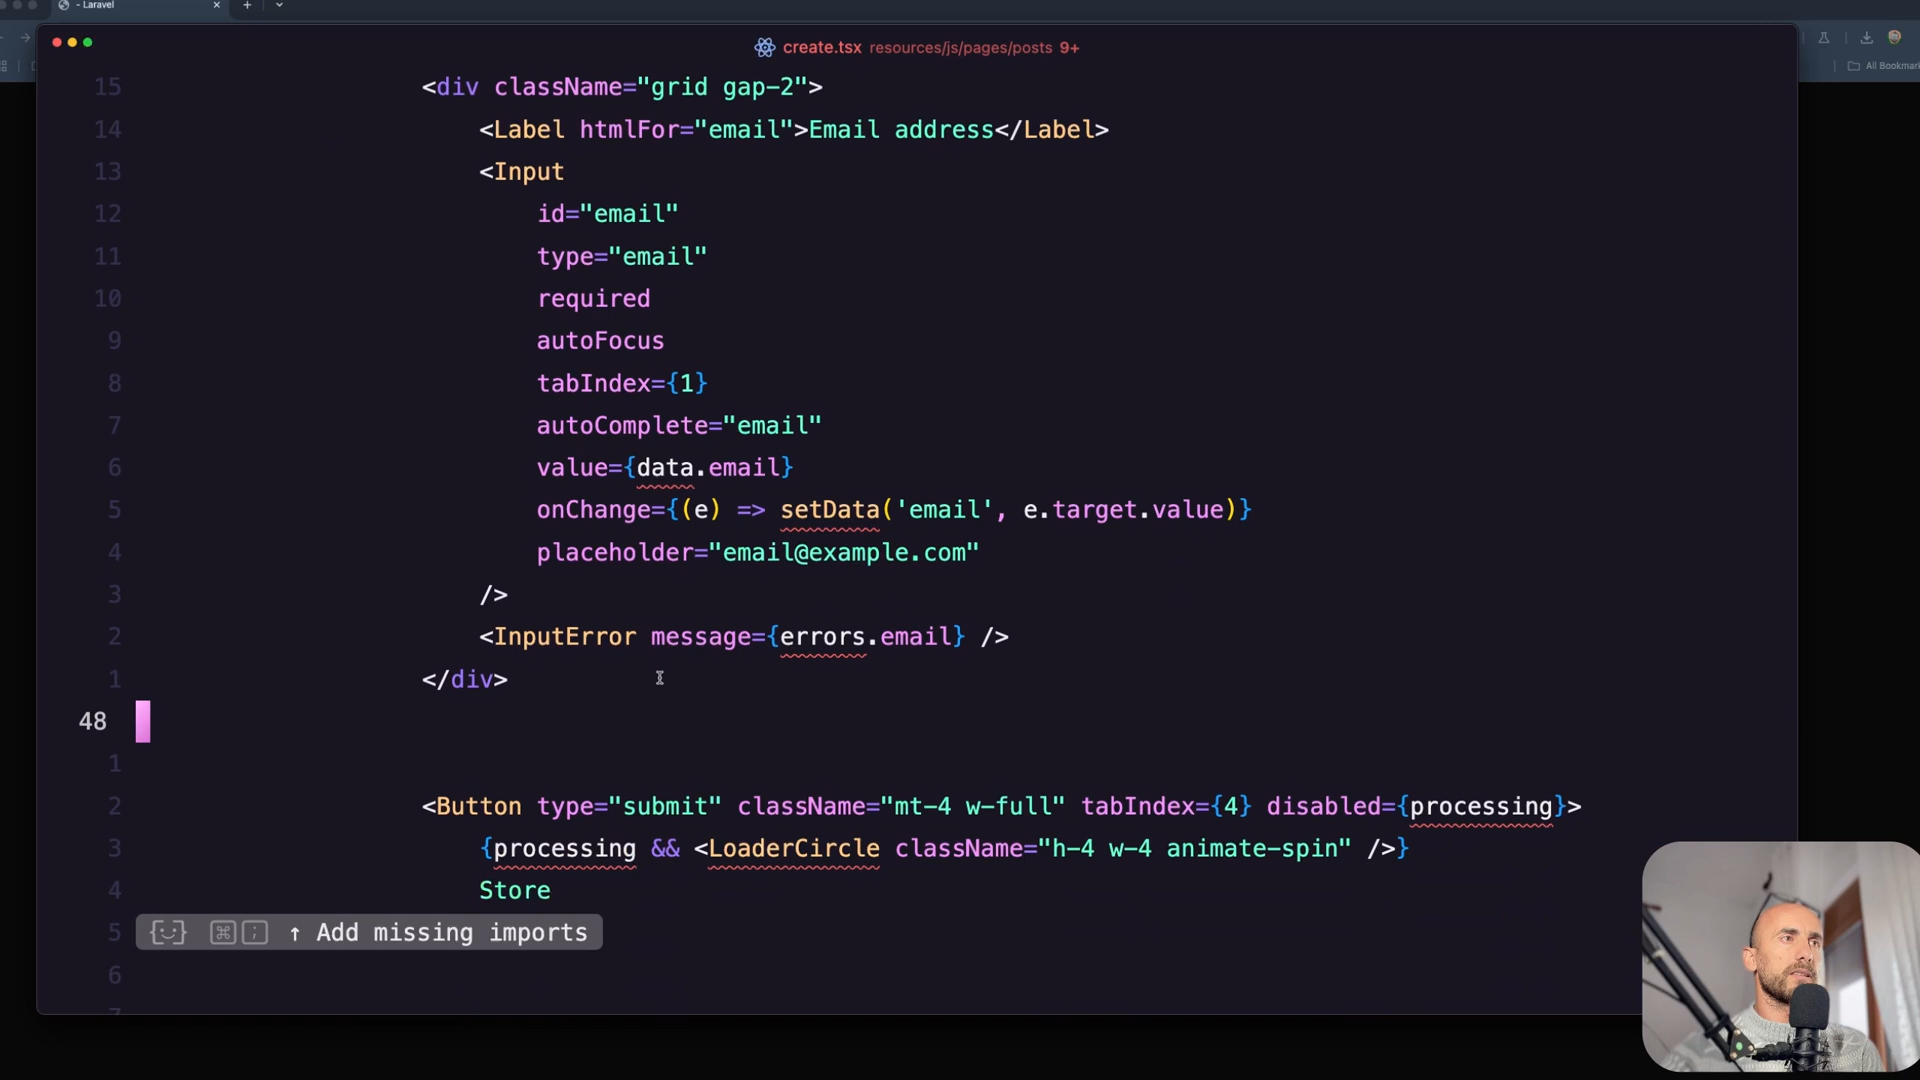 - Laravel
create.tsx resources/js/pages/posts 9+
All Bookmar
15 <div className="grid gap-2">
14 <Label htmlFor="email">Email address</Label>
13 <Input
12 id="email"
11 type="email"
10 required
9 autoFocus
8 tabIndex={1}
7 autoComplete="email"
6 value={data.email}
5 onChange={(e) => setData('email', e.target.value)}
4 placeholder="email@example.com"
3 />
2 <InputError message={errors.email} />
1 </div>
48
1
2 <Button type="submit" className="mt-4 w-full" tabIndex={4} disabled={processing}>
3 {processing && <LoaderCircle className="h-4 w-4 animate-spin" />}
4 Store
5 ⌘ ; ↑ Add missing imports
6